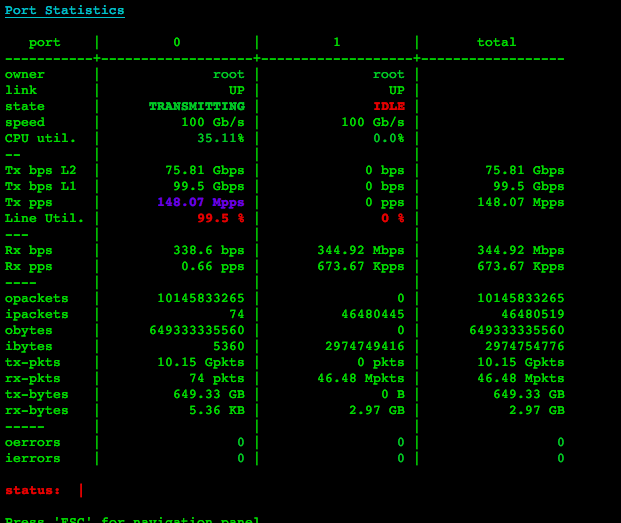 Port Statistics
port | 0 | 1 | total
-----------+-------------------+-------------------+------------------
owner | root | root |
link | UP | UP |
state | TRANSMITTING | IDLE |
speed | 100 Gb/s | 100 Gb/s |
CPU util. | 35.11% | 0.0% |
-- | | |
Tx bps L2 | 75.81 Gbps | 0 bps | 75.81 Gbps
Tx bps L1 | 99.5 Gbps | 0 bps | 99.5 Gbps
Tx pps | 148.07 Mpps | 0 pps | 148.07 Mpps
Line Util. | 99.5 % | 0 % |
--- | | |
Rx bps | 338.6 bps | 344.92 Mbps | 344.92 Mbps
Rx pps | 0.66 pps | 673.67 Kpps | 673.67 Kpps
---- | | |
opackets | 10145833265 | 0 | 10145833265
ipackets | 74 | 46480445 | 46480519
obytes | 649333335560 | 0 | 649333335560
ibytes | 5360 | 2974749416 | 2974754776
tx-pkts | 10.15 Gpkts | 0 pkts | 10.15 Gpkts
rx-pkts | 74 pkts | 46.48 Mpkts | 46.48 Mpkts
tx-bytes | 649.33 GB | 0 B | 649.33 GB
rx-bytes | 5.36 KB | 2.97 GB | 2.97 GB
----- | | |
oerrors | 0 | 0 | 0
ierrors | 0 | 0 | 0
status: |
Press 'ESC' for navigation panel